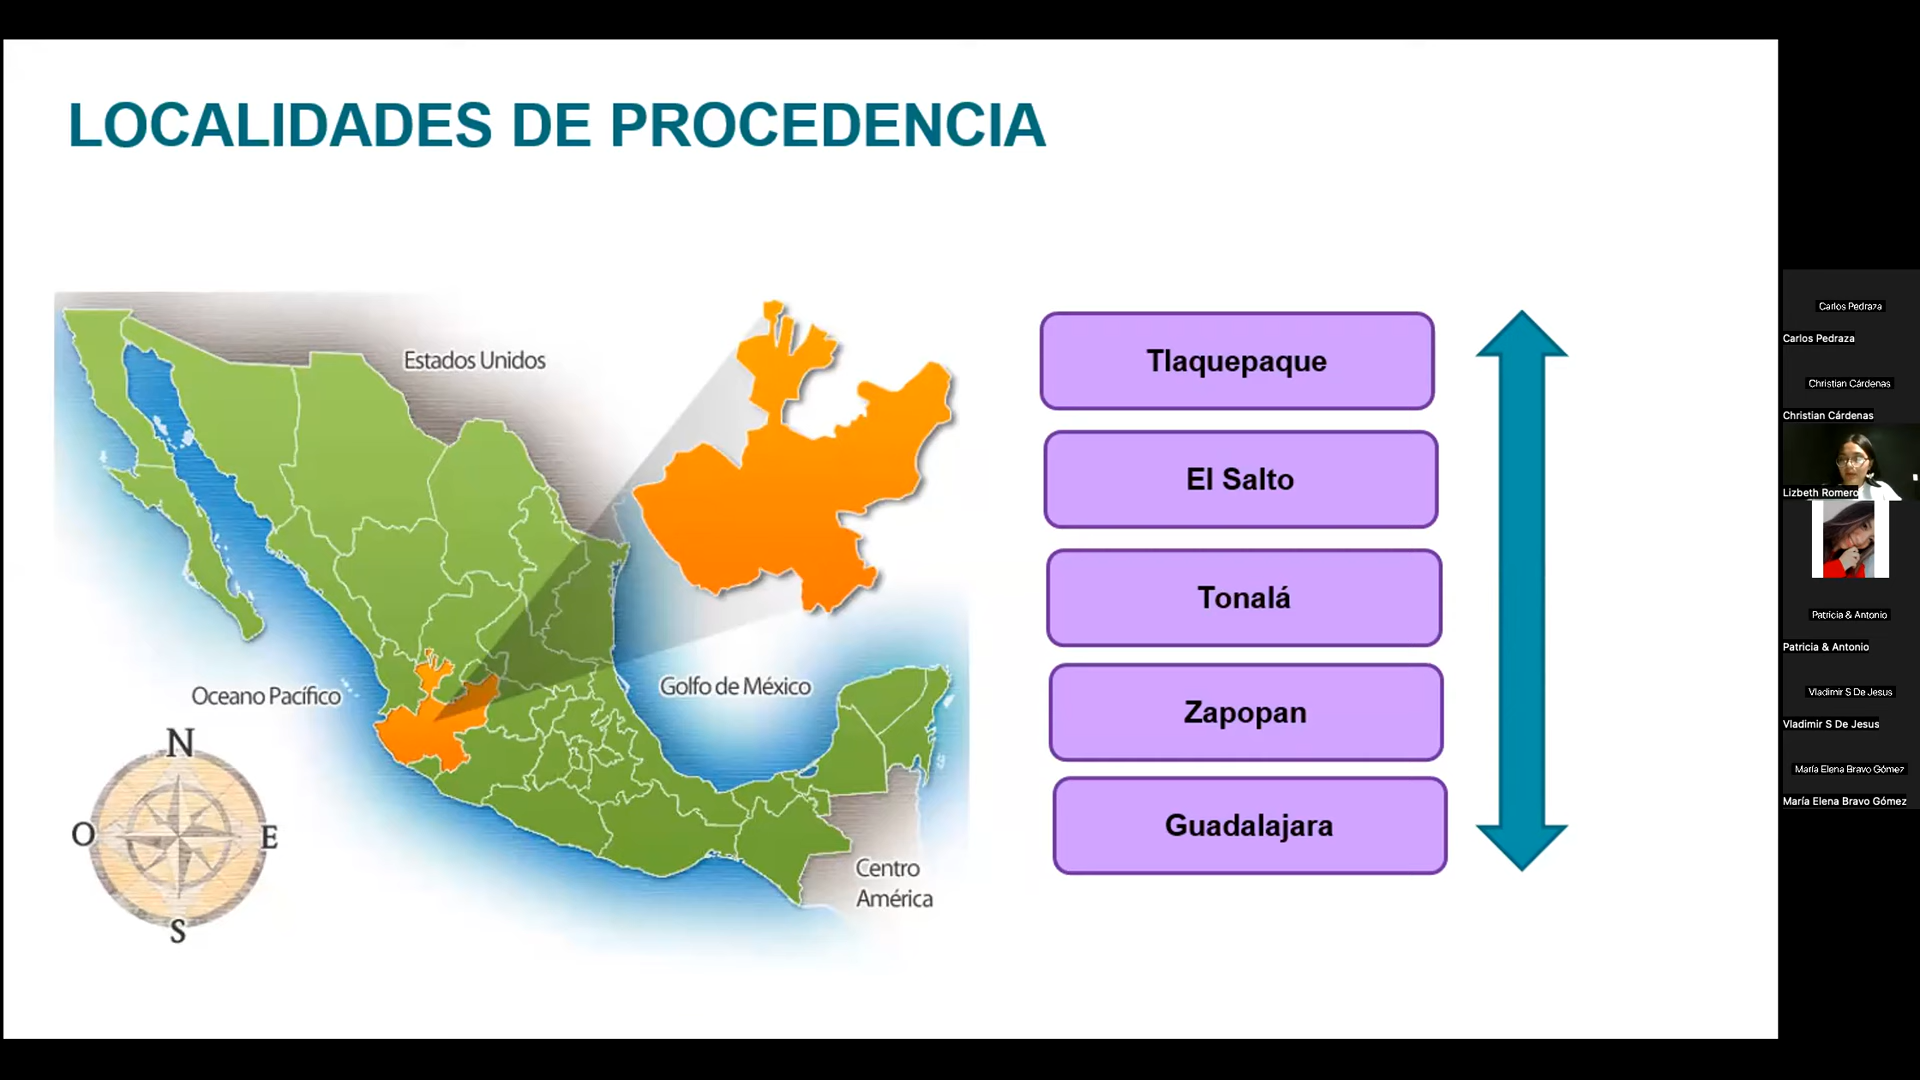 LOCALIDADES DE PROCEDENCIA
Estados Unidos
Oceano Pacífico
Golfo de México
Centro
América
N
O
E
S
Tlaquepaque
El Salto
Tonalá
Zapopan
Guadalajara
Carlos Pedraza
Carlos Pedraza
Christian Cárdenas
Christian Cárdenas
Lizbeth Romero
Patricia & Antonio
Patricia & Antonio
Vladimir S De Jesus
Vladimir S De Jesus
María Elena Bravo Gómez
María Elena Bravo Gómez